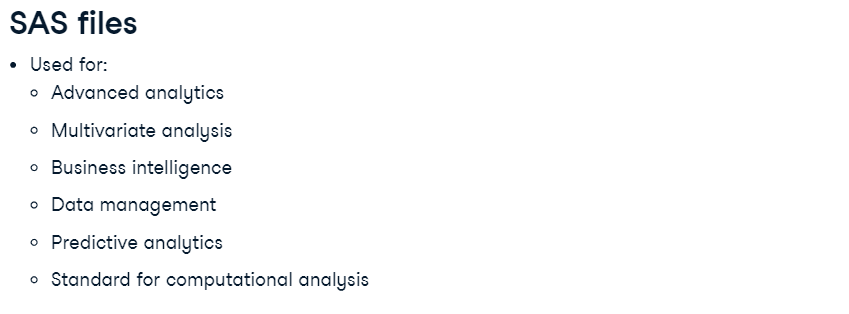 SAS files
• Used for:
◦ Advanced analytics
◦ Multivariate analysis
◦ Business intelligence
◦ Data management
◦ Predictive analytics
◦ Standard for computational analysis